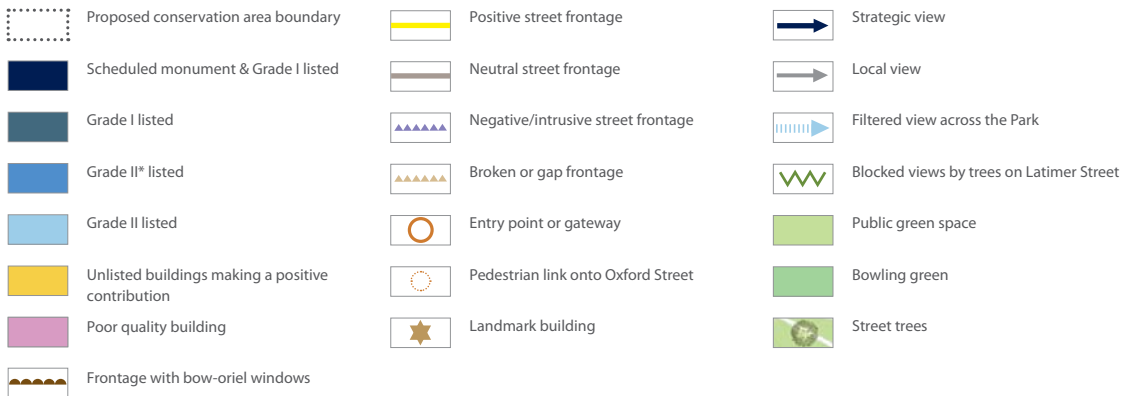 Proposed conservation area boundary
Scheduled monument & Grade I listed
Grade I listed
Grade II* listed
Grade II listed
Unlisted buildings making a positive
contribution
Poor quality building
Frontage with bow-oriel windows
Positive street frontage
Neutral street frontage
Negative/intrusive street frontage
Broken or gap frontage
Entry point or gateway
Pedestrian link onto Oxford Street
Landmark building
Strategic view
Local view
Filtered view across the Park
Blocked views by trees on Latimer Street
Public green space
Bowling green
Street trees